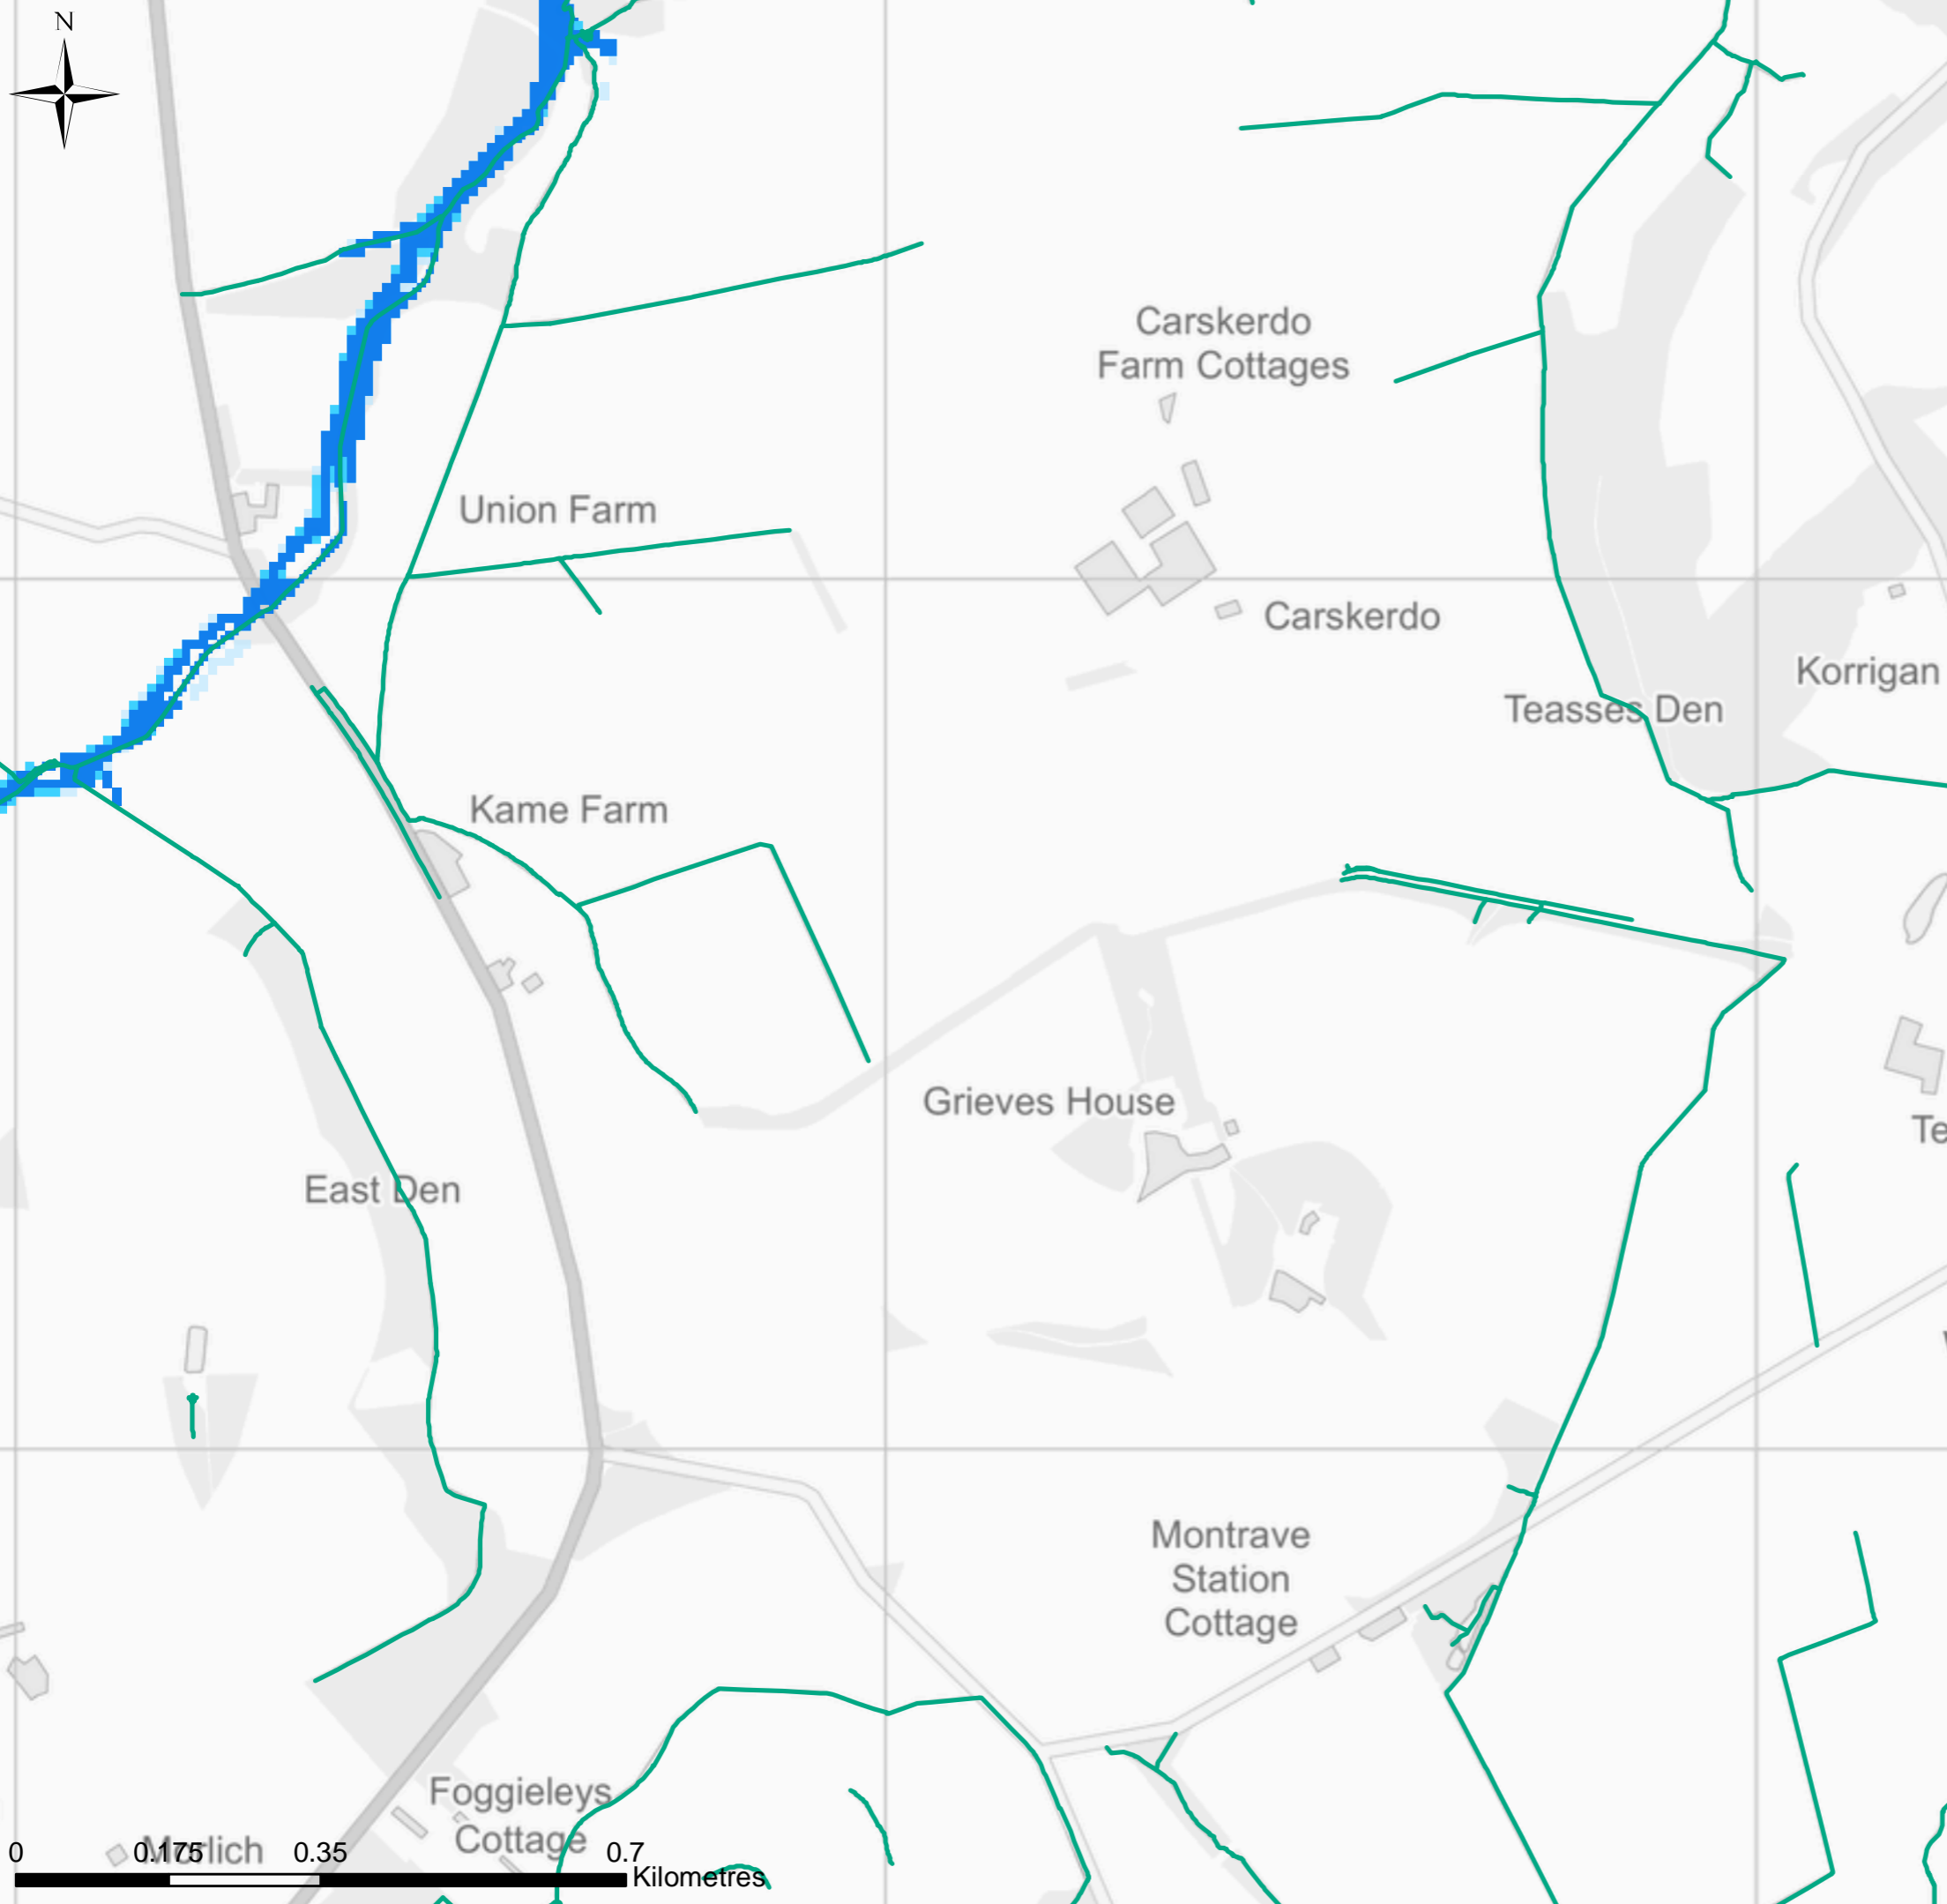 N
Carskerdo
Farm Cottages
Union Farm
Carskerdo
Korrigan
Teasses Den
Kame Farm
Grieves House
Te
East Den
Montrave
Station
Cottage
Foggieleys
Cottage
Morlich
0 0.175 0.35 0.7
Kilometres